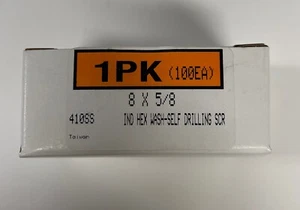 1PK (100EA)
8 X 5/8
410SS IND HEX WASH-SELF DRILLING SCR
Taiwan